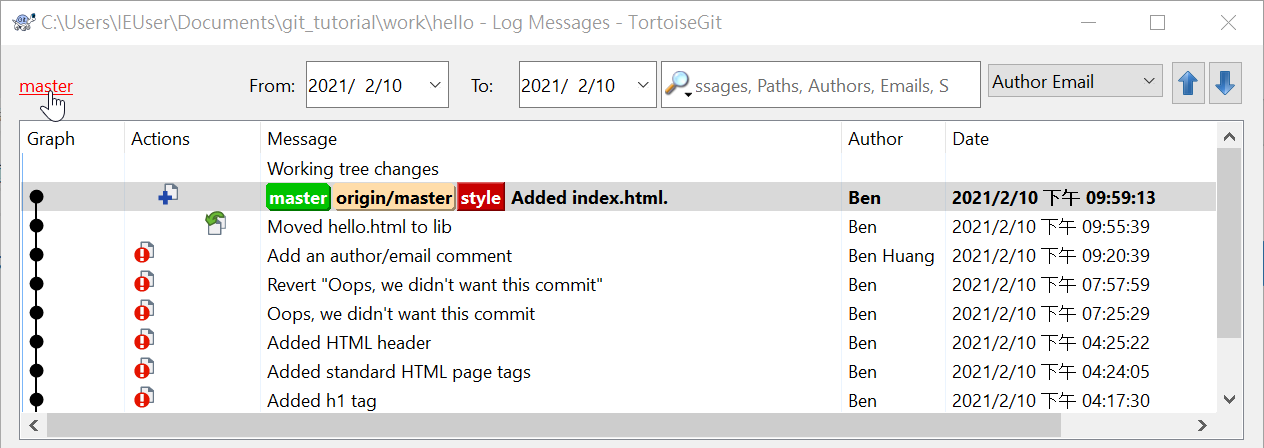 C:\Users\IEUser\Documents\git_tutorial\work\hello - Log Messages - TortoiseGit
master From: 2021/ 2/10 To: 2021/ 2/10 ssages, Paths, Authors, Emails, S Author Email
Graph Actions Message Author Date
Working tree changes
master origin/master style Added index.html. Ben 2021/2/10 下午 09:59:13
Moved hello.html to lib Ben 2021/2/10 下午 09:55:39
Add an author/email comment Ben Huang 2021/2/10 下午 09:20:39
Revert "Oops, we didn't want this commit" Ben 2021/2/10 下午 07:57:59
Oops, we didn't want this commit Ben 2021/2/10 下午 07:25:29
Added HTML header Ben 2021/2/10 下午 04:25:22
Added standard HTML page tags Ben 2021/2/10 下午 04:24:05
Added h1 tag Ben 2021/2/10 下午 04:17:30